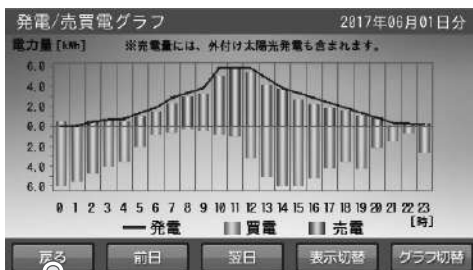 発電/売買電グラフ 2017年06月01日分
電力量[kWh] ※売電量には、外付け太陽光発電も含まれます。
6.0
4.0
2.0
0.0
2.0
4.0
6.0
0 1 2 3 4 5 6 7 8 9 10 11 12 13 14 15 16 17 18 19 20 21 22 23
[時]
発電 買電 売電
戻る 前日 翌日 表示切替 グラフ切替